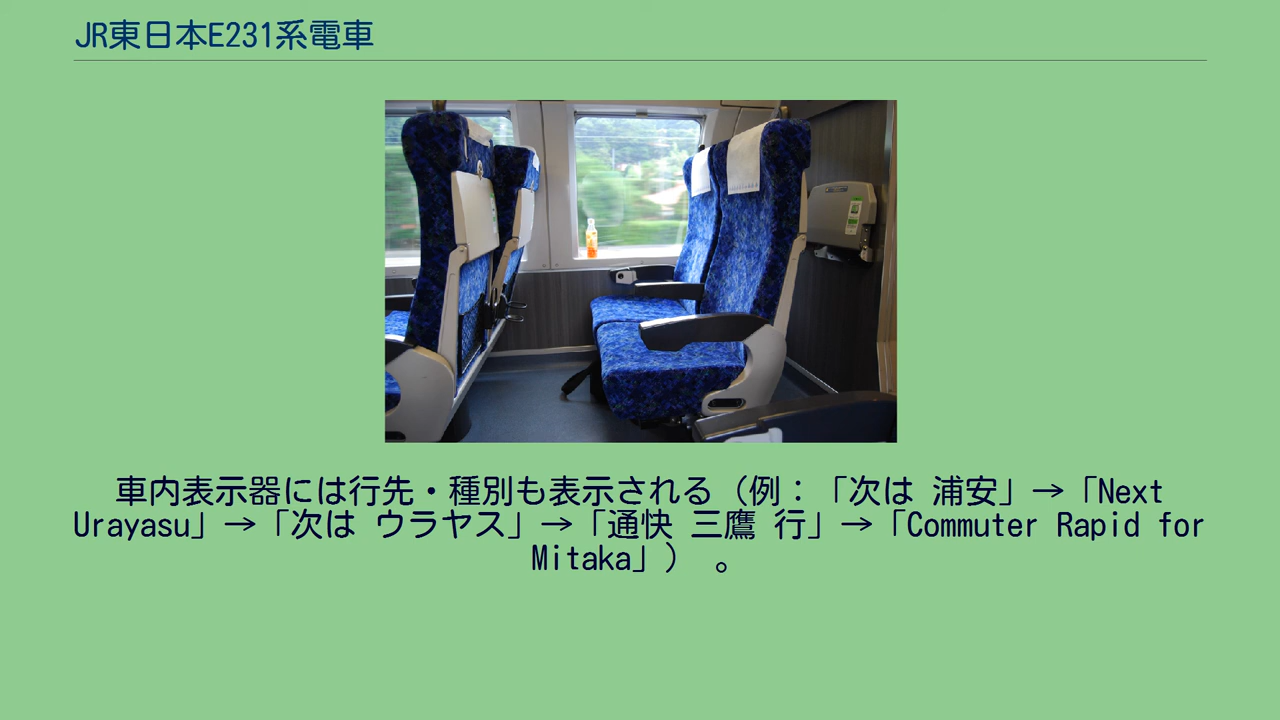 JR東日本E231系電車
車内表示器には行先・種別も表示される（例：「次は 浦安」→「Next
Urayasu」→「次は ウラヤス」→「通快 三鷹 行」→「Commuter Rapid for
Mitaka」） 。